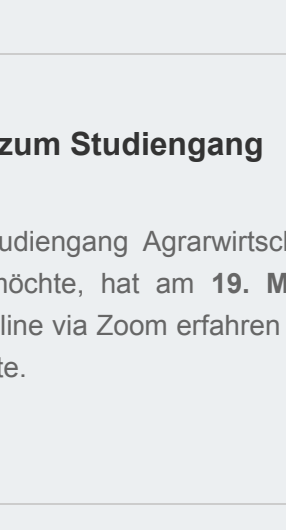 zum Studiengang
udiengang Agrarwirtsch
nöchte, hat am 19. M
line via Zoom erfahren
te.